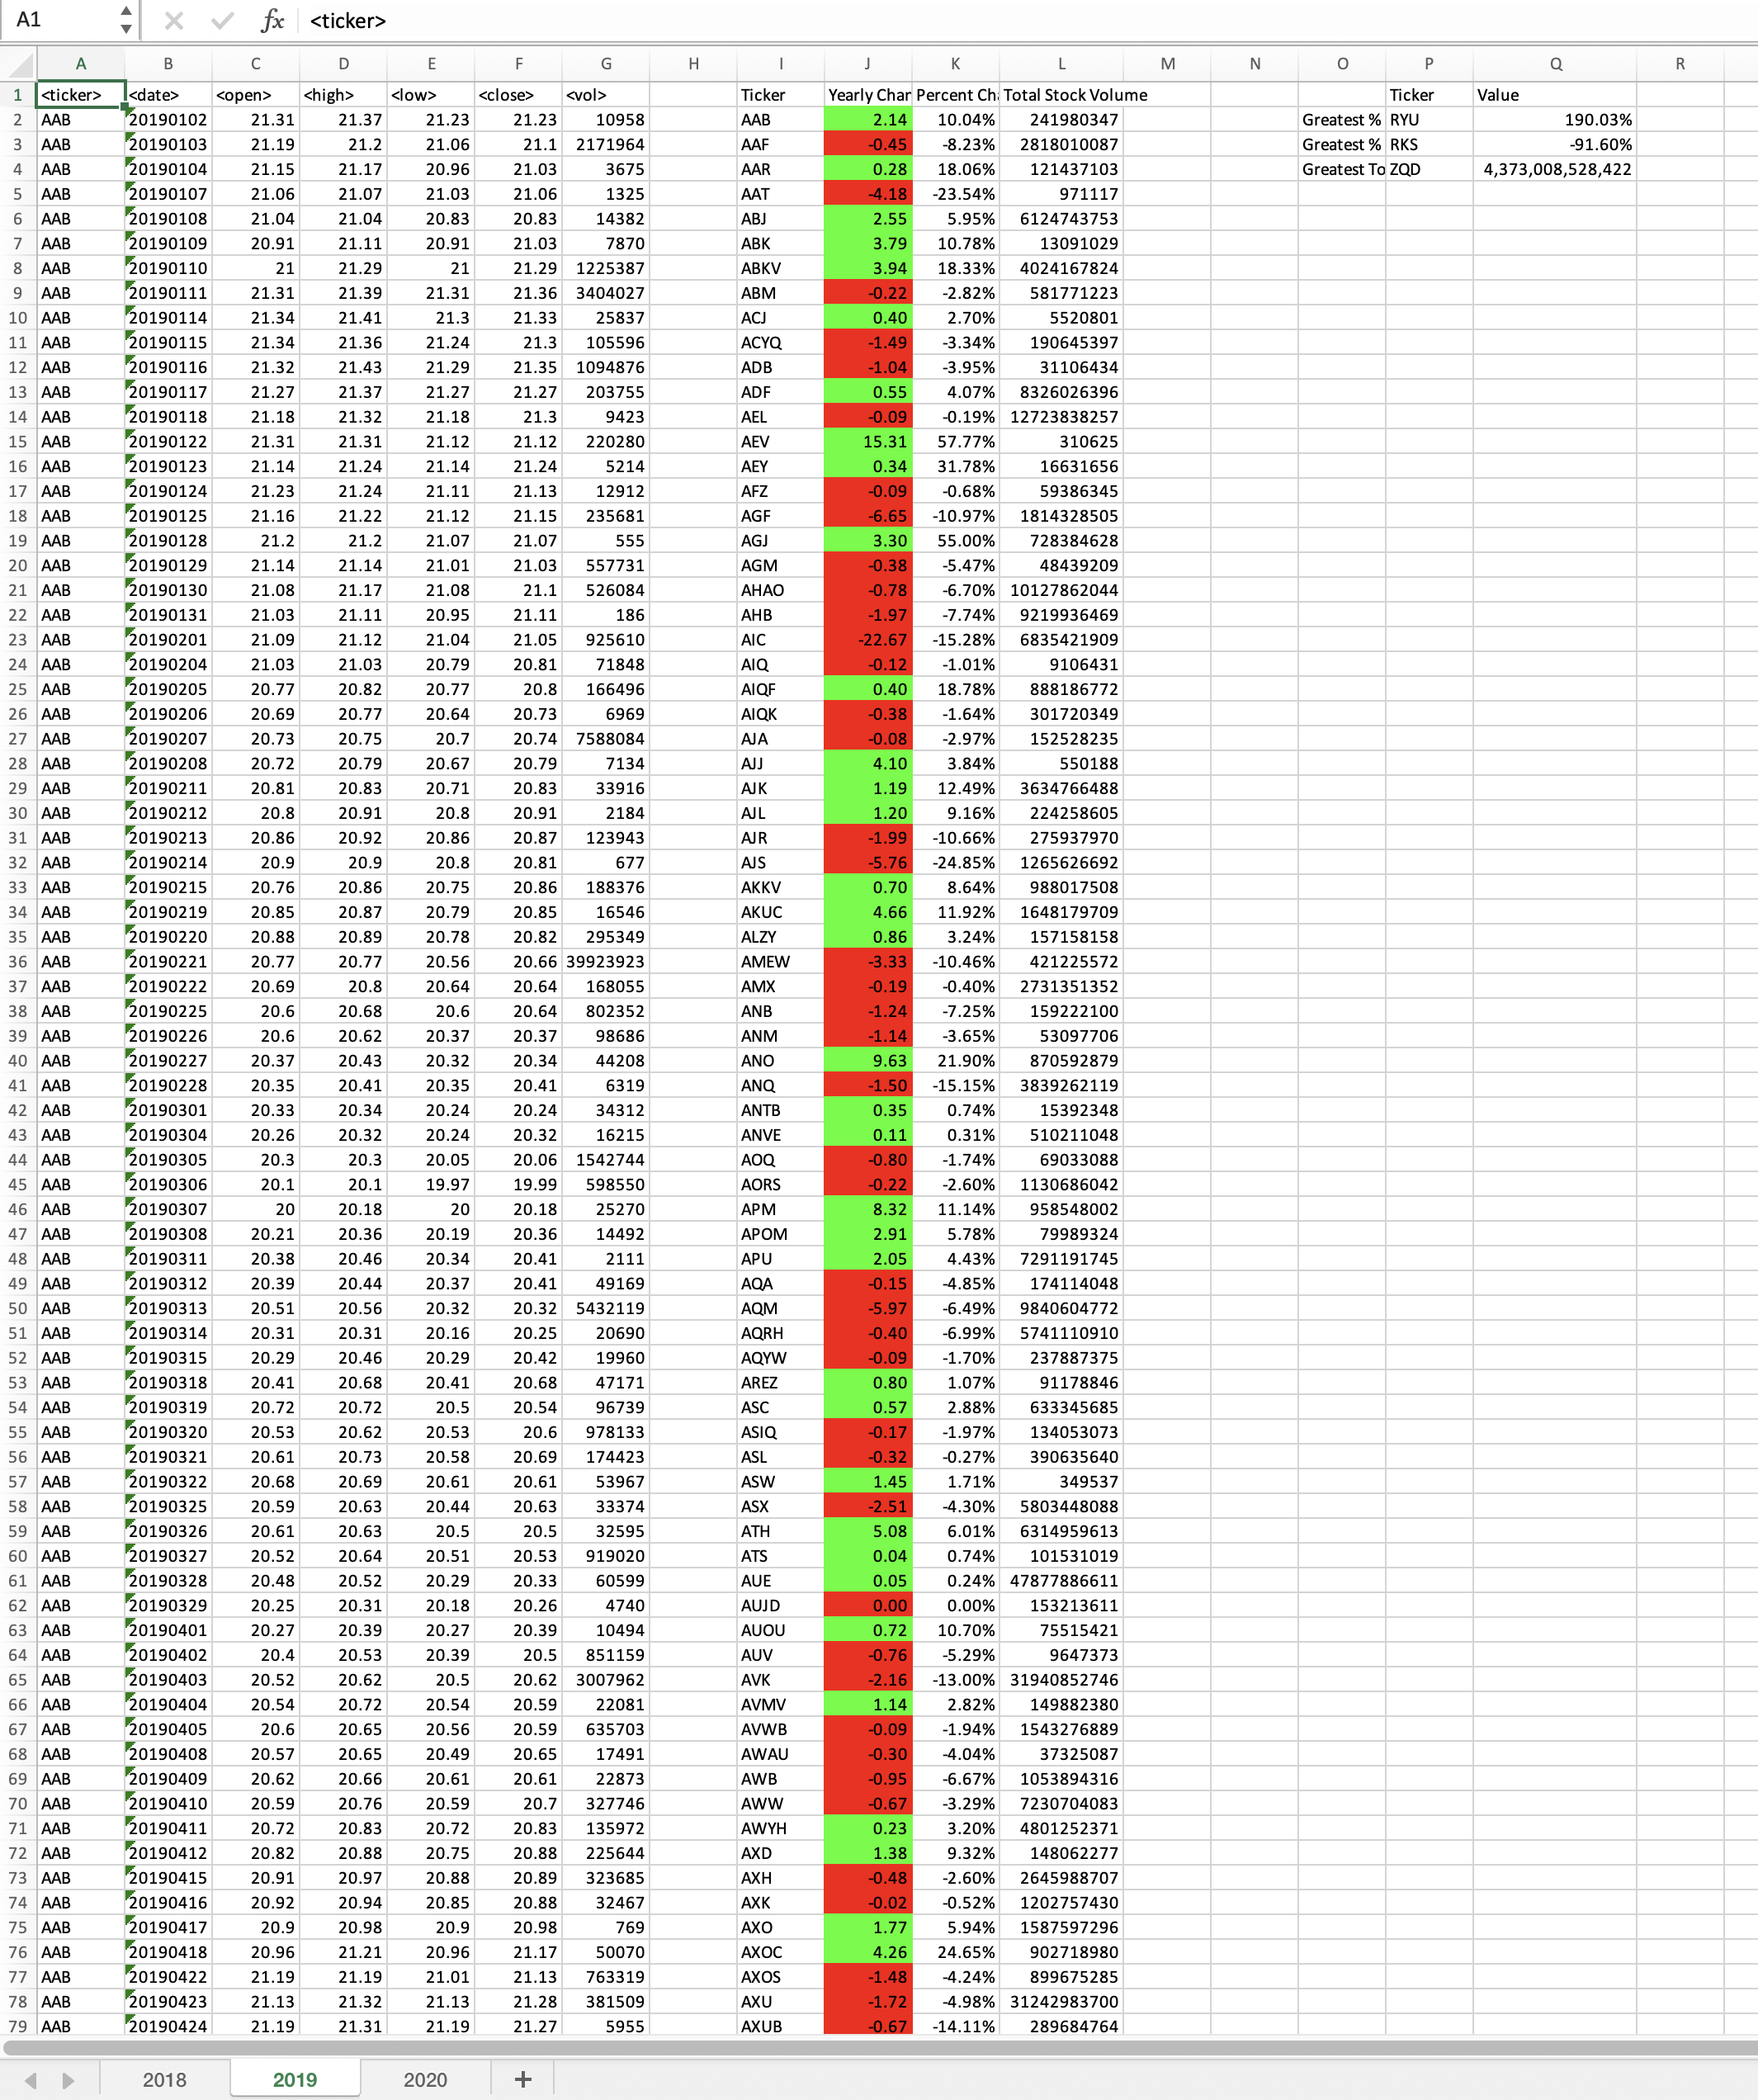 A1 fx <ticker>
A B C D E F G H I J K L M N O P Q R
1 <ticker> <date> <open> <high> <low> <close> <vol> Ticker Yearly Char Percent Ch Total Stock Volume Ticker Value
2 AAB 20190102 21.31 21.37 21.23 21.23 10958 AAB 2.14 10.04% 241980347 Greatest % RYU 190.03%
3 AAB 20190103 21.19 21.2 21.06 21.1 2171964 AAF -0.45 -8.23% 2818010087 Greatest % RKS -91.60%
4 AAB 20190104 21.15 21.17 20.96 21.03 3675 AAR 0.28 18.06% 121437103 Greatest To ZQD 4,373,008,528,422
5 AAB 20190107 21.06 21.07 21.03 21.06 1325 AAT -4.18 -23.54% 971117
6 AAB 20190108 21.04 21.04 20.83 20.83 14382 ABJ 2.55 5.95% 6124743753
7 AAB 20190109 20.91 21.11 20.91 21.03 7870 ABK 3.79 10.78% 13091029
8 AAB 20190110 21 21.29 21 21.29 1225387 ABKV 3.94 18.33% 4024167824
9 AAB 20190111 21.31 21.39 21.31 21.36 3404027 ABM -0.22 -2.82% 581771223
10 AAB 20190114 21.34 21.41 21.3 21.33 25837 ACJ 0.40 2.70% 5520801
11 AAB 20190115 21.34 21.36 21.24 21.3 105596 ACYQ -1.49 -3.34% 190645397
12 AAB 20190116 21.32 21.43 21.29 21.35 1094876 ADB -1.04 -3.95% 31106434
13 AAB 20190117 21.27 21.37 21.27 21.27 203755 ADF 0.55 4.07% 8326026396
14 AAB 20190118 21.18 21.32 21.18 21.3 9423 AEL -0.09 -0.19% 12723838257
15 AAB 20190122 21.31 21.31 21.12 21.12 220280 AEV 15.31 57.77% 310625
16 AAB 20190123 21.14 21.24 21.14 21.24 5214 AEY 0.34 31.78% 16631656
17 AAB 20190124 21.23 21.24 21.11 21.13 12912 AFZ -0.09 -0.68% 59386345
18 AAB 20190125 21.16 21.22 21.12 21.15 235681 AGF -6.65 -10.97% 1814328505
19 AAB 20190128 21.2 21.2 21.07 21.07 555 AGJ 3.30 55.00% 728384628
20 AAB 20190129 21.14 21.14 21.01 21.03 557731 AGM -0.38 -5.47% 48439209
21 AAB 20190130 21.08 21.17 21.08 21.1 526084 AHAO -0.78 -6.70% 10127862044
22 AAB 20190131 21.03 21.11 20.95 21.11 186 AHB -1.97 -7.74% 9219936469
23 AAB 20190201 21.09 21.12 21.04 21.05 925610 AIC -22.67 -15.28% 6835421909
24 AAB 20190204 21.03 21.03 20.79 20.81 71848 AIQ -0.12 -1.01% 9106431
25 AAB 20190205 20.77 20.82 20.77 20.8 166496 AIQF 0.40 18.78% 888186772
26 AAB 20190206 20.69 20.77 20.64 20.73 6969 AIQK -0.38 -1.64% 301720349
27 AAB 20190207 20.73 20.75 20.7 20.74 7588084 AJA -0.08 -2.97% 152528235
28 AAB 20190208 20.72 20.79 20.67 20.79 7134 AJJ 4.10 3.84% 550188
29 AAB 20190211 20.81 20.83 20.71 20.83 33916 AJK 1.19 12.49% 3634766488
30 AAB 20190212 20.8 20.91 20.8 20.91 2184 AJL 1.20 9.16% 224258605
31 AAB 20190213 20.86 20.92 20.86 20.87 123943 AJR -1.99 -10.66% 275937970
32 AAB 20190214 20.9 20.9 20.8 20.81 677 AJS -5.76 -24.85% 1265626692
33 AAB 20190215 20.76 20.86 20.75 20.86 188376 AKKV 0.70 8.64% 988017508
34 AAB 20190219 20.85 20.87 20.79 20.85 16546 AKUC 4.66 11.92% 1648179709
35 AAB 20190220 20.88 20.89 20.78 20.82 295349 ALZY 0.86 3.24% 157158158
36 AAB 20190221 20.77 20.77 20.56 20.66 39923923 AMEW -3.33 -10.46% 421225572
37 AAB 20190222 20.69 20.8 20.64 20.64 168055 AMX -0.19 -0.40% 2731351352
38 AAB 20190225 20.6 20.68 20.6 20.64 802352 ANB -1.24 -7.25% 159222100
39 AAB 20190226 20.6 20.62 20.37 20.37 98686 ANM -1.14 -3.65% 53097706
40 AAB 20190227 20.37 20.43 20.32 20.34 44208 ANO 9.63 21.90% 870592879
41 AAB 20190228 20.35 20.41 20.35 20.41 6319 ANQ -1.50 -15.15% 3839262119
42 AAB 20190301 20.33 20.34 20.24 20.24 34312 ANTB 0.35 0.74% 15392348
43 AAB 20190304 20.26 20.32 20.24 20.32 16215 ANVE 0.11 0.31% 510211048
44 AAB 20190305 20.3 20.3 20.05 20.06 1542744 AOQ -0.80 -1.74% 69033088
45 AAB 20190306 20.1 20.1 19.97 19.99 598550 AORS -0.22 -2.60% 1130686042
46 AAB 20190307 20 20.18 20 20.18 25270 APM 8.32 11.14% 958548002
47 AAB 20190308 20.21 20.36 20.19 20.36 14492 APOM 2.91 5.78% 79989324
48 AAB 20190311 20.38 20.46 20.34 20.41 2111 APU 2.05 4.43% 7291191745
49 AAB 20190312 20.39 20.44 20.37 20.41 49169 AQA -0.15 -4.85% 174114048
50 AAB 20190313 20.51 20.56 20.32 20.32 5432119 AQM -5.97 -6.49% 9840604772
51 AAB 20190314 20.31 20.31 20.16 20.25 20690 AQRH -0.40 -6.99% 5741110910
52 AAB 20190315 20.29 20.46 20.29 20.42 19960 AQYW -0.09 -1.70% 237887375
53 AAB 20190318 20.41 20.68 20.41 20.68 47171 AREZ 0.80 1.07% 91178846
54 AAB 20190319 20.72 20.72 20.5 20.54 96739 ASC 0.57 2.88% 633345685
55 AAB 20190320 20.53 20.62 20.53 20.6 978133 ASIQ -0.17 -1.97% 134053073
56 AAB 20190321 20.61 20.73 20.58 20.69 174423 ASL -0.32 -0.27% 390635640
57 AAB 20190322 20.68 20.69 20.61 20.61 53967 ASW 1.45 1.71% 349537
58 AAB 20190325 20.59 20.63 20.44 20.63 33374 ASX -2.51 -4.30% 5803448088
59 AAB 20190326 20.61 20.63 20.5 20.5 32595 ATH 5.08 6.01% 6314959613
60 AAB 20190327 20.52 20.64 20.51 20.53 919020 ATS 0.04 0.74% 101531019
61 AAB 20190328 20.48 20.52 20.29 20.33 60599 AUE 0.05 0.24% 47877886611
62 AAB 20190329 20.25 20.31 20.18 20.26 4740 AUJD 0.00 0.00% 153213611
63 AAB 20190401 20.27 20.39 20.27 20.39 10494 AUOU 0.72 10.70% 75515421
64 AAB 20190402 20.4 20.53 20.39 20.5 851159 AUV -0.76 -5.29% 9647373
65 AAB 20190403 20.52 20.62 20.5 20.62 3007962 AVK -2.16 -13.00% 31940852746
66 AAB 20190404 20.54 20.72 20.54 20.59 22081 AVMV 1.14 2.82% 149882380
67 AAB 20190405 20.6 20.65 20.56 20.59 635703 AVWB -0.09 -1.94% 1543276889
68 AAB 20190408 20.57 20.65 20.49 20.65 17491 AWAU -0.30 -4.04% 37325087
69 AAB 20190409 20.62 20.66 20.61 20.61 22873 AWB -0.95 -6.67% 1053894316
70 AAB 20190410 20.59 20.76 20.59 20.7 327746 AWW -0.67 -3.29% 7230704083
71 AAB 20190411 20.72 20.83 20.72 20.83 135972 AWYH 0.23 3.20% 4801252371
72 AAB 20190412 20.82 20.88 20.75 20.88 225644 AXD 1.38 9.32% 148062277
73 AAB 20190415 20.91 20.97 20.88 20.89 323685 AXH -0.48 -2.60% 2645988707
74 AAB 20190416 20.92 20.94 20.85 20.88 32467 AXK -0.02 -0.52% 1202757430
75 AAB 20190417 20.9 20.98 20.9 20.98 769 AXO 1.77 5.94% 1587597296
76 AAB 20190418 20.96 21.21 20.96 21.17 50070 AXOC 4.26 24.65% 902718980
77 AAB 20190422 21.19 21.19 21.01 21.13 763319 AXOS -1.48 -4.24% 899675285
78 AAB 20190423 21.13 21.32 21.13 21.28 381509 AXU -1.72 -4.98% 31242983700
79 AAB 20190424 21.19 21.31 21.19 21.27 5955 AXUB -0.67 -14.11% 289684764
2018 2019 2020 +